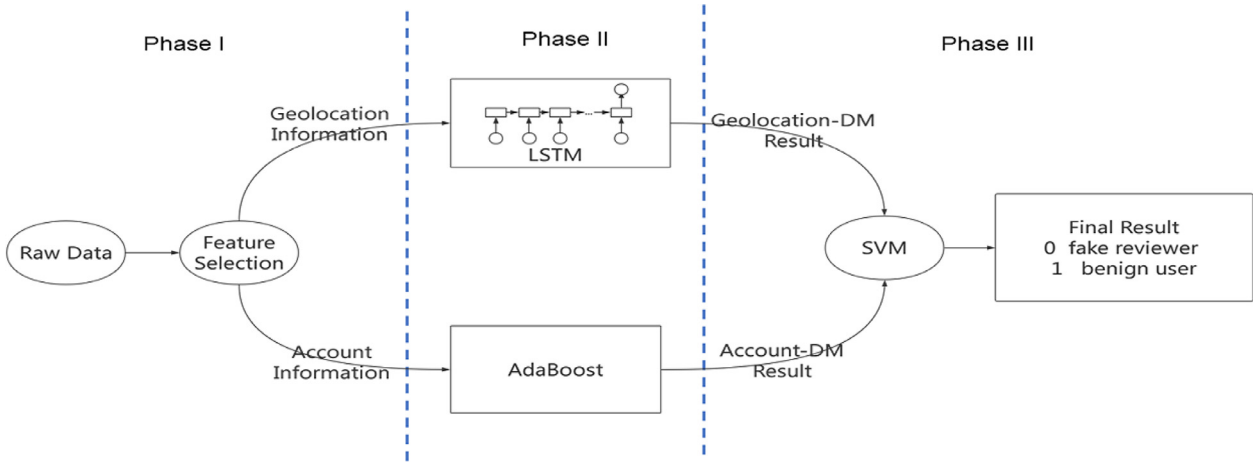 Phase I
Phase II
Phase III
Geolocation
Information
LSTM
...
Geolocation-DM
Result
Raw Data
Feature
Selection
SVM
Final Result
0 fake reviewer
1 benign user
Account
Information
AdaBoost
Account-DM
Result